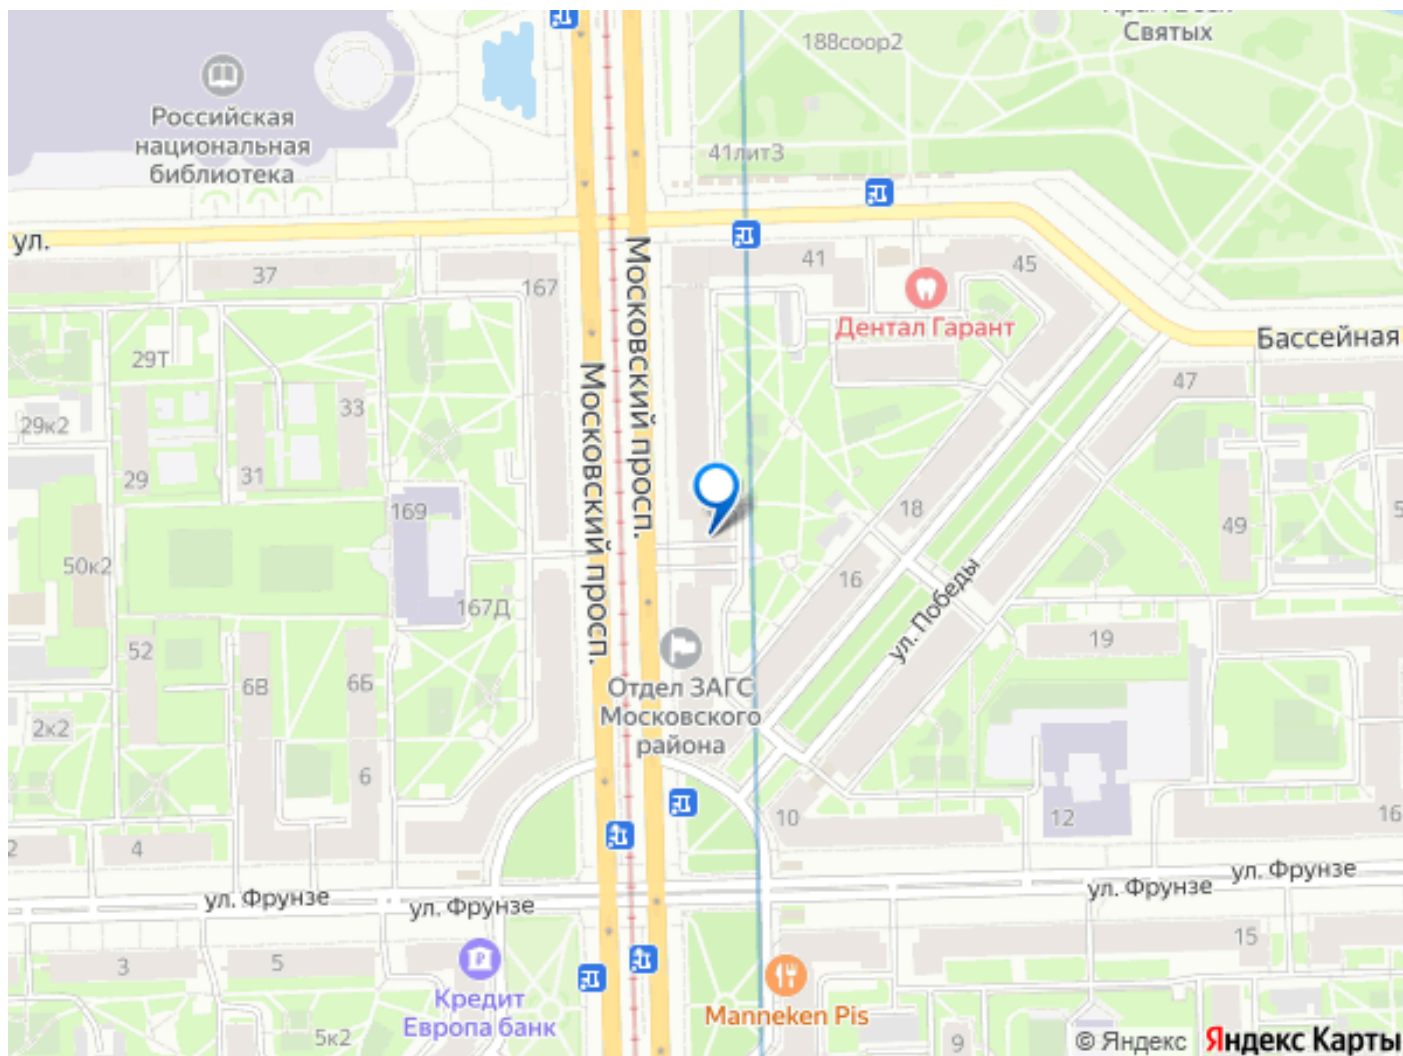 Святых
188соор2
Российская
национальная
библиотека
41лит3
ул.
37
167
41
45
Дентал Гарант
Бассейная
Московский просп.
Московский просп.
29Т
33
47
29к2
29
31
18
169
49
50к2
16
167Д
ул. Победы
19
52
6В
6Б
Отдел ЗАГС
Московского
района
2к2
6
10
12
16
2
4
ул. Фрунзе
ул. Фрунзе
ул. Фрунзе
ул. Фрунзе
3
5
15
Кредит
Европа банк
Manneken Pis
5к2
9
© Яндекс Яндекс Карты